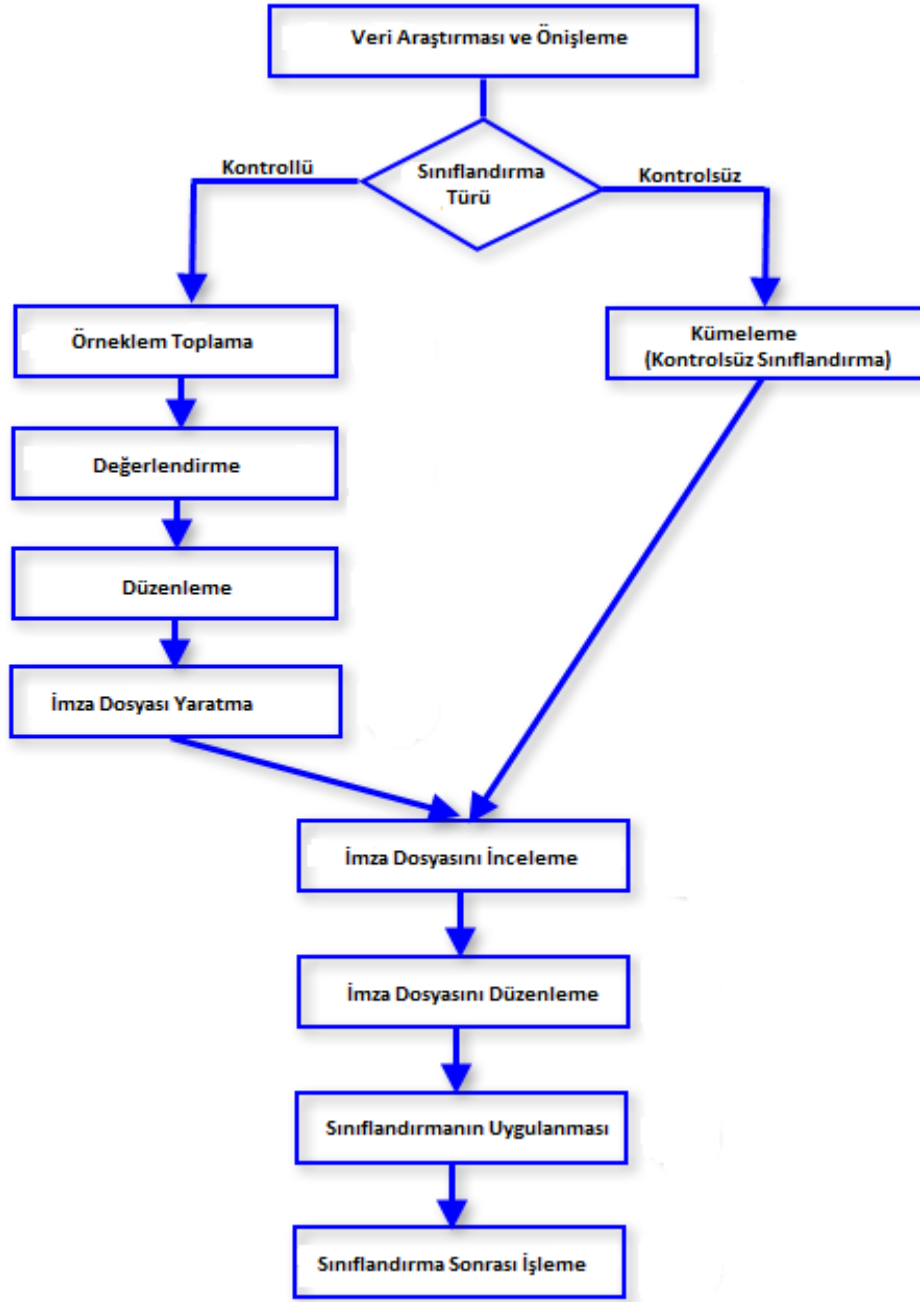 Veri Araştırması ve Önişleme
Kontrollü
Sınıflandırma
Türü
Kontrolsüz
Örneklem Toplama
Kümeleme
(Kontrolsüz Sınıflandırma)
Değerlendirme
Düzenleme
İmza Dosyası Yaratma
İmza Dosyasını İnceleme
İmza Dosyasını Düzenleme
Sınıflandırmanın Uygulanması
Sınıflandırma Sonrası İşleme